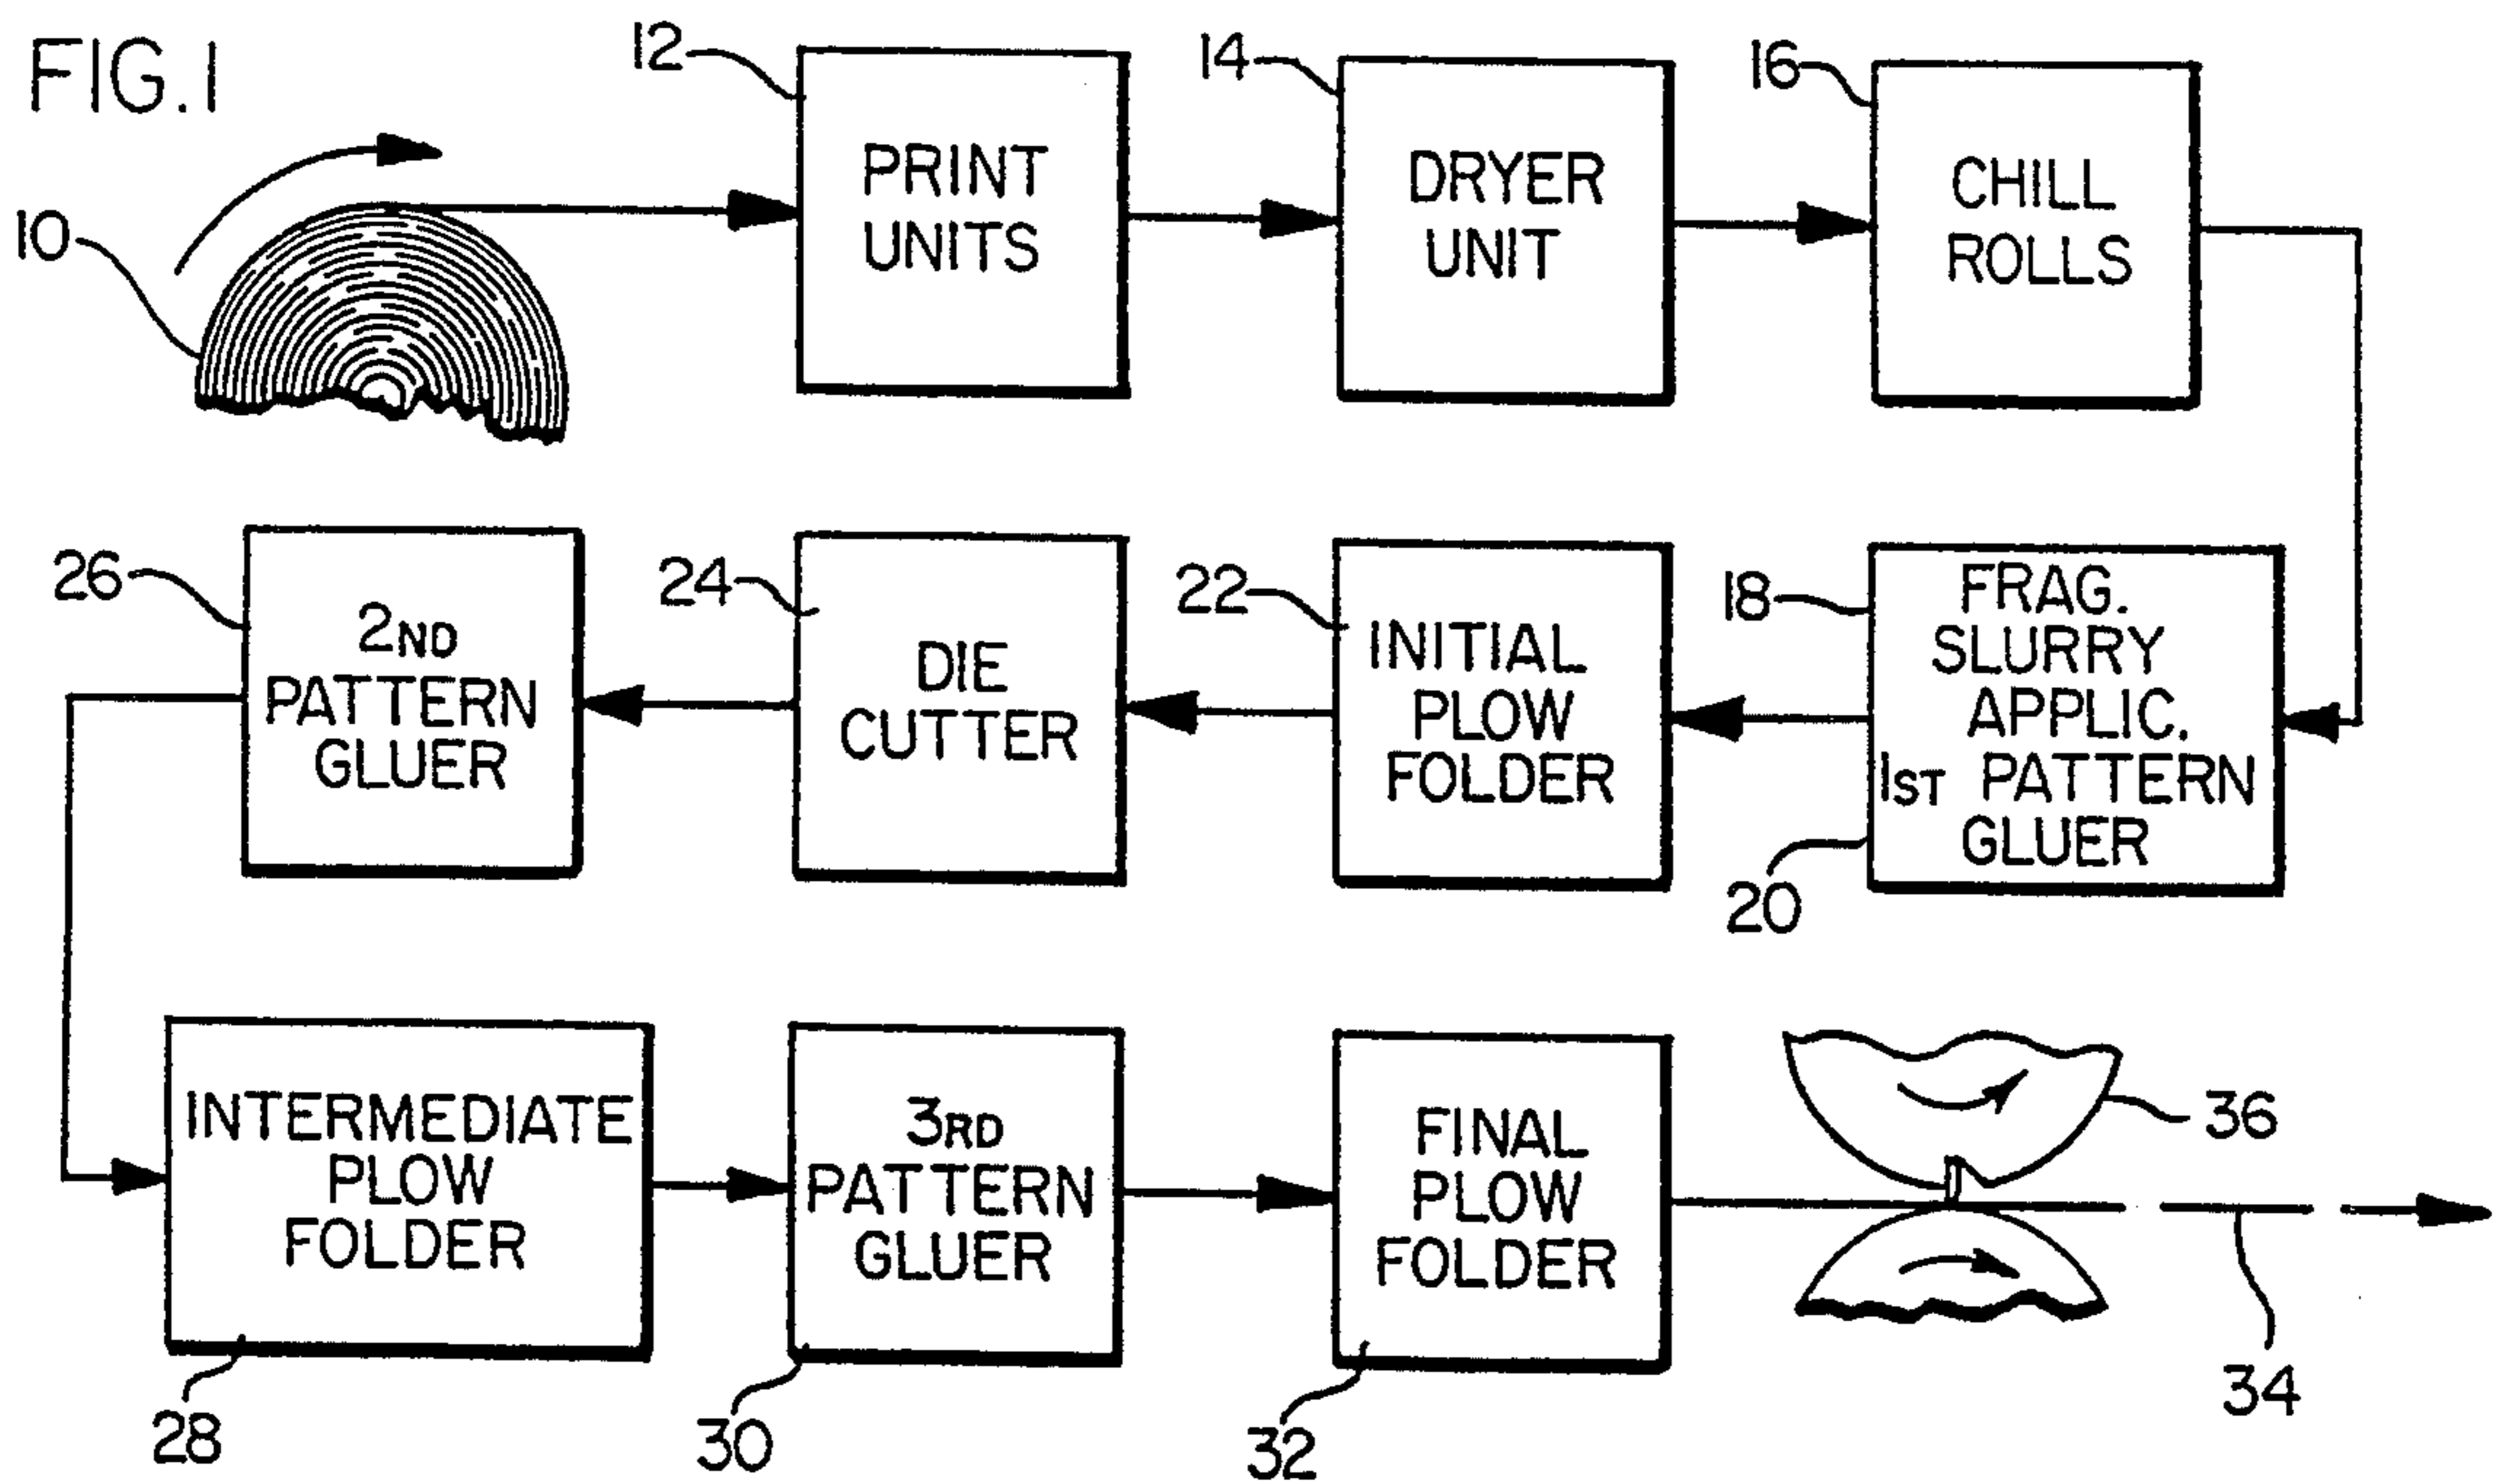 FIG. 1
10
12
PRINT
UNITS
14
DRYER
UNIT
16
CHILL
ROLLS
18
FRAG.
SLURRY
APPLIC.
1ST PATTERN
GLUER
20
22
INITIAL
PLOW
FOLDER
24
DIE
CUTTER
26
2ND
PATTERN
GLUER
INTERMEDIATE
PLOW
FOLDER
28
3RD
PATTERN
GLUER
30
FINAL
PLOW
FOLDER
32
36
34